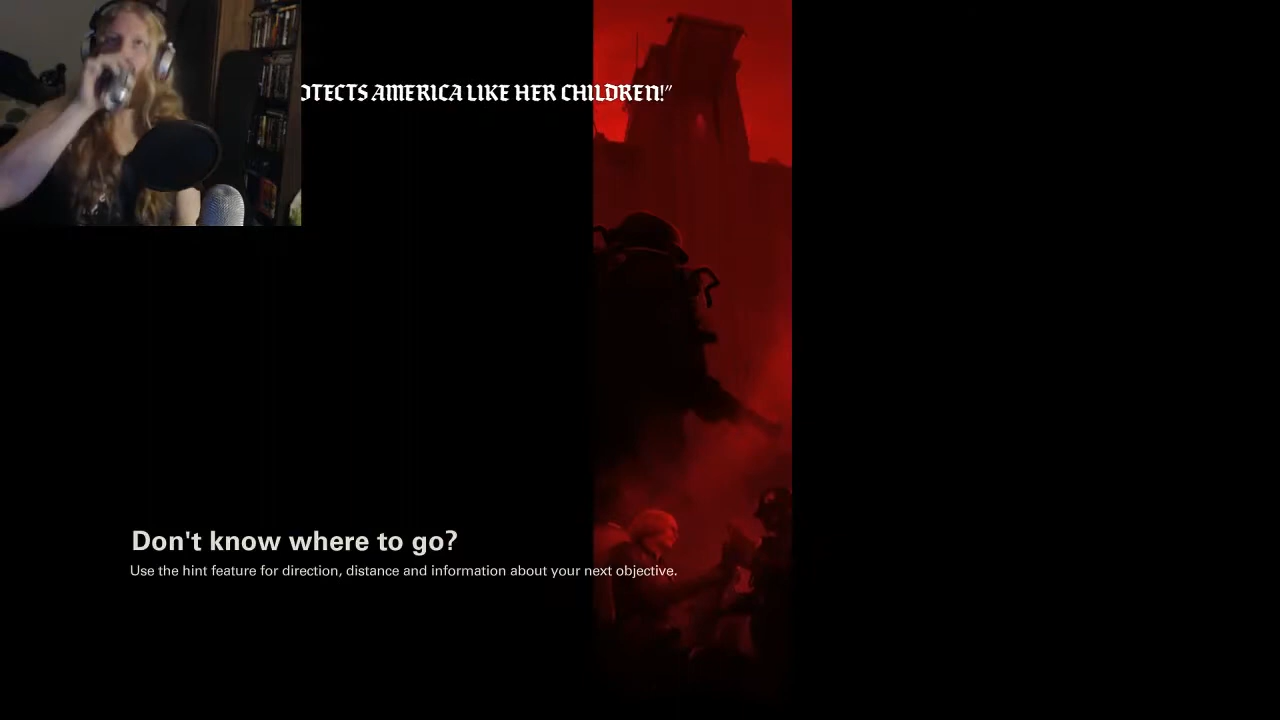 AMERICA LIKE HER CHILDREN!”
Don't know where to go?
Use the hint feature for direction, distance and information about your next objective.